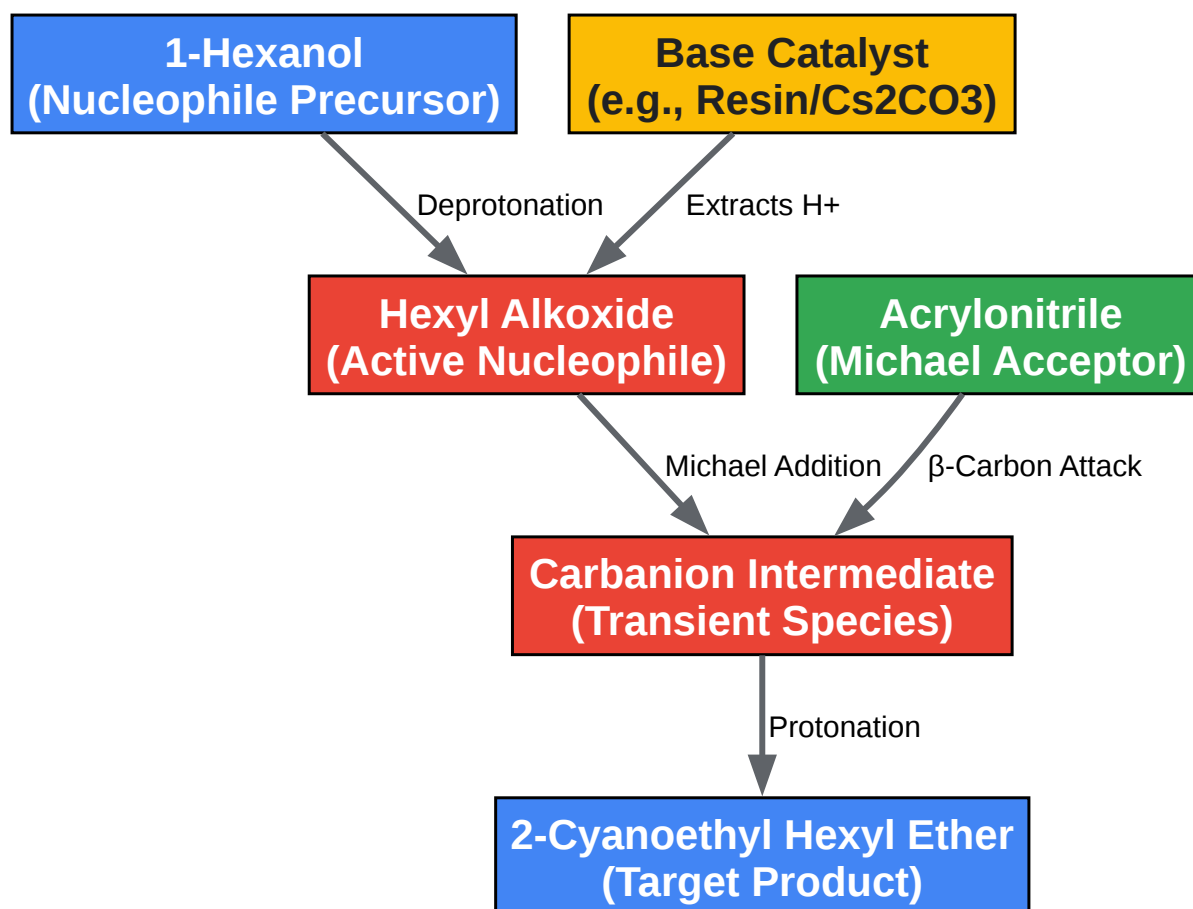 1-Hexanol
(Nucleophile Precursor)
Base Catalyst
(e.g., Resin/Cs2CO3)
Deprotonation
Extracts H+
Hexyl Alkoxide
(Active Nucleophile)
Acrylonitrile
(Michael Acceptor)
Michael Addition
β-Carbon Attack
Carbanion Intermediate
(Transient Species)
Protonation
2-Cyanoethyl Hexyl Ether
(Target Product)